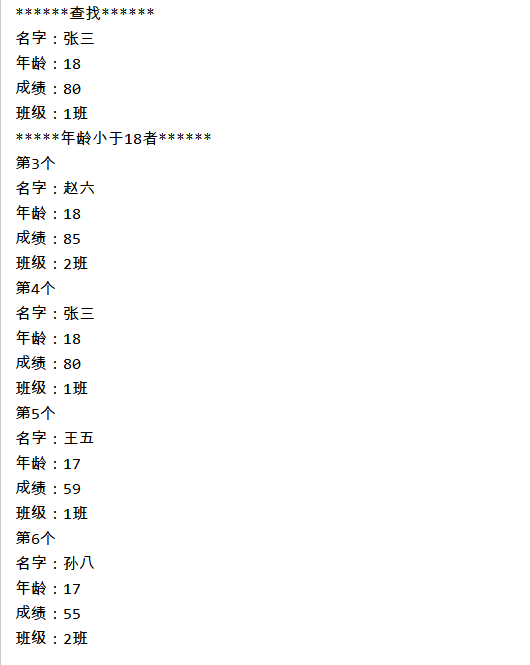 ******查找******
名字：张三
年龄：18
成绩：80
班级：1班
*****年龄小于18者******
第3个
名字：赵六
年龄：18
成绩：85
班级：2班
第4个
名字：张三
年龄：18
成绩：80
班级：1班
第5个
名字：王五
年龄：17
成绩：59
班级：1班
第6个
名字：孙八
年龄：17
成绩：55
班级：2班